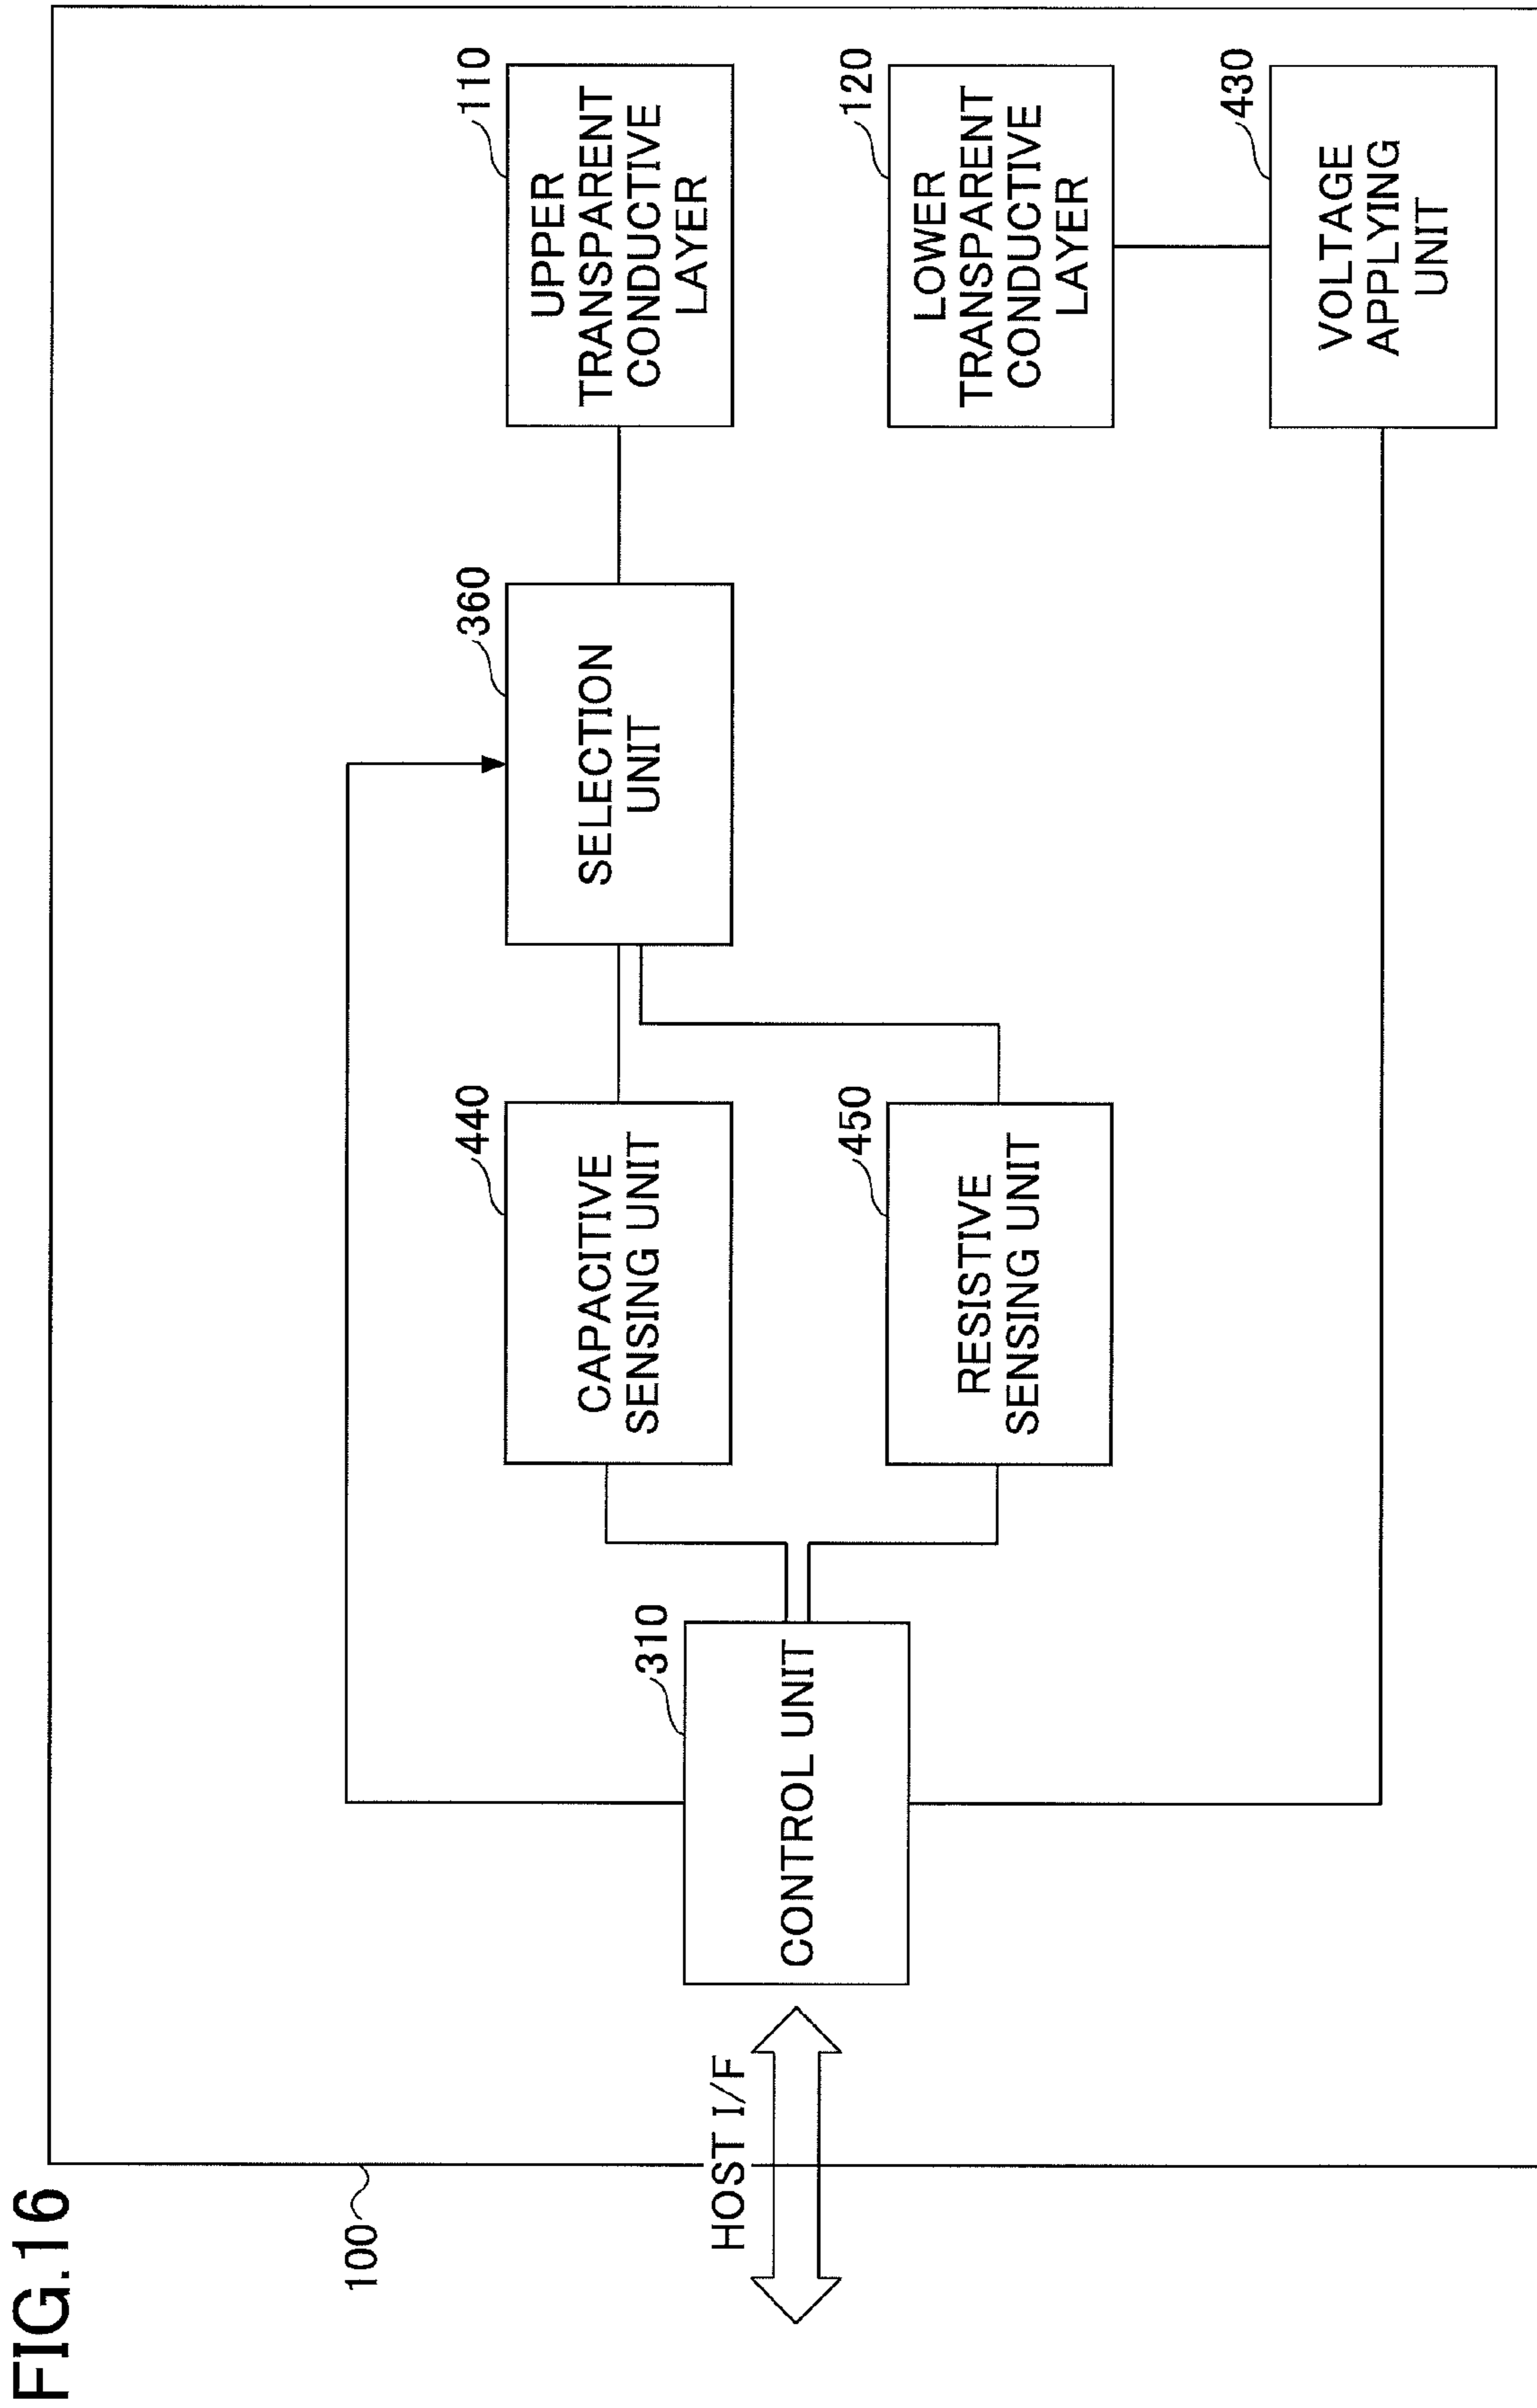 FIG.16
100
HOST I/F
310
CONTROL UNIT
440
CAPACITIVE
SENSING UNIT
450
RESISTIVE
SENSING UNIT
360
SELECTION
UNIT
110
UPPER
TRANSPARENT
CONDUCTIVE
LAYER
120
LOWER
TRANSPARENT
CONDUCTIVE
LAYER
430
VOLTAGE
APPLYING
UNIT